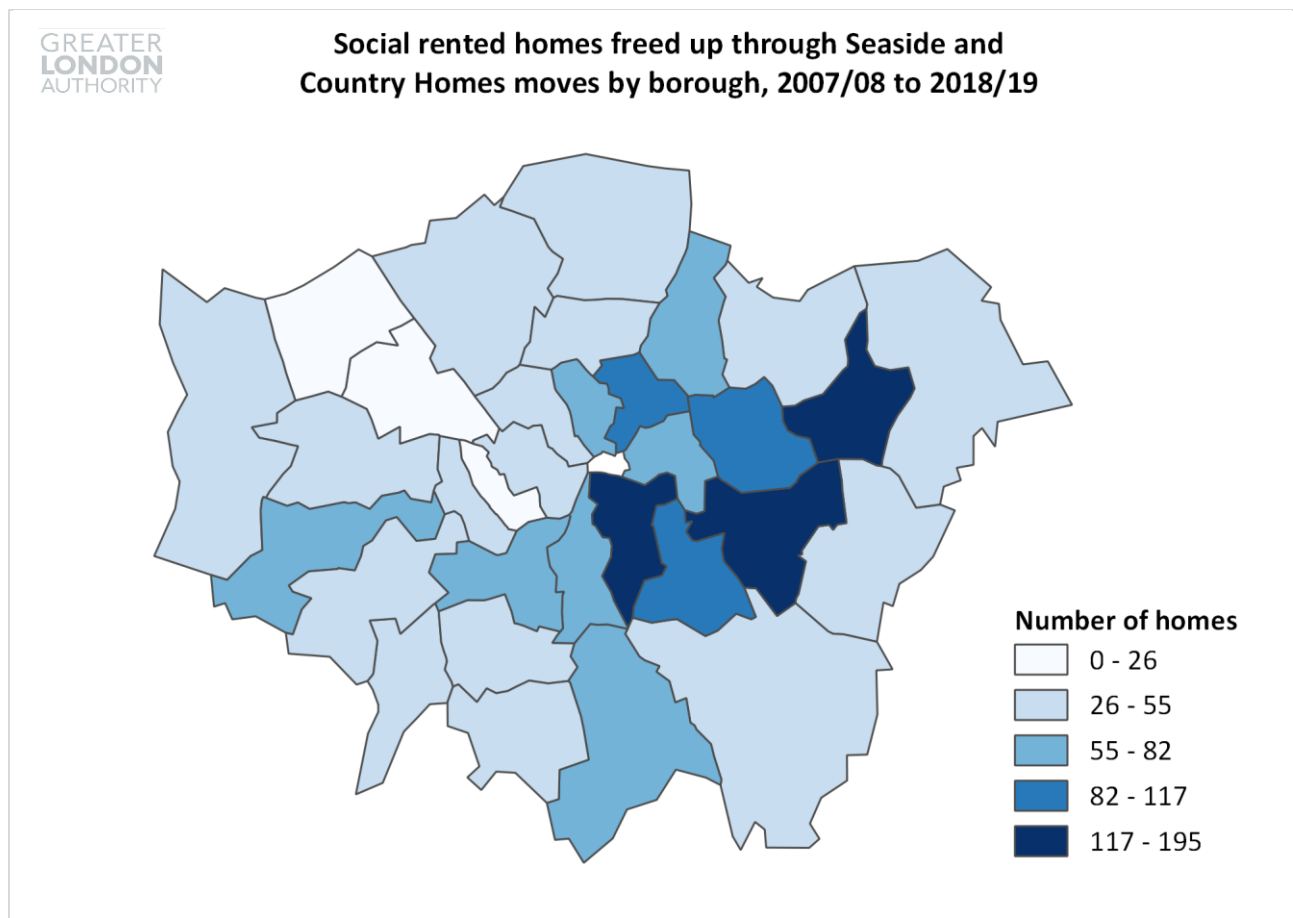 GREATER
LONDON
AUTHORITY
Social rented homes freed up through Seaside and
Country Homes moves by borough, 2007/08 to 2018/19
Number of homes
0 - 26
26 - 55
55 - 82
82 - 117
117 - 195